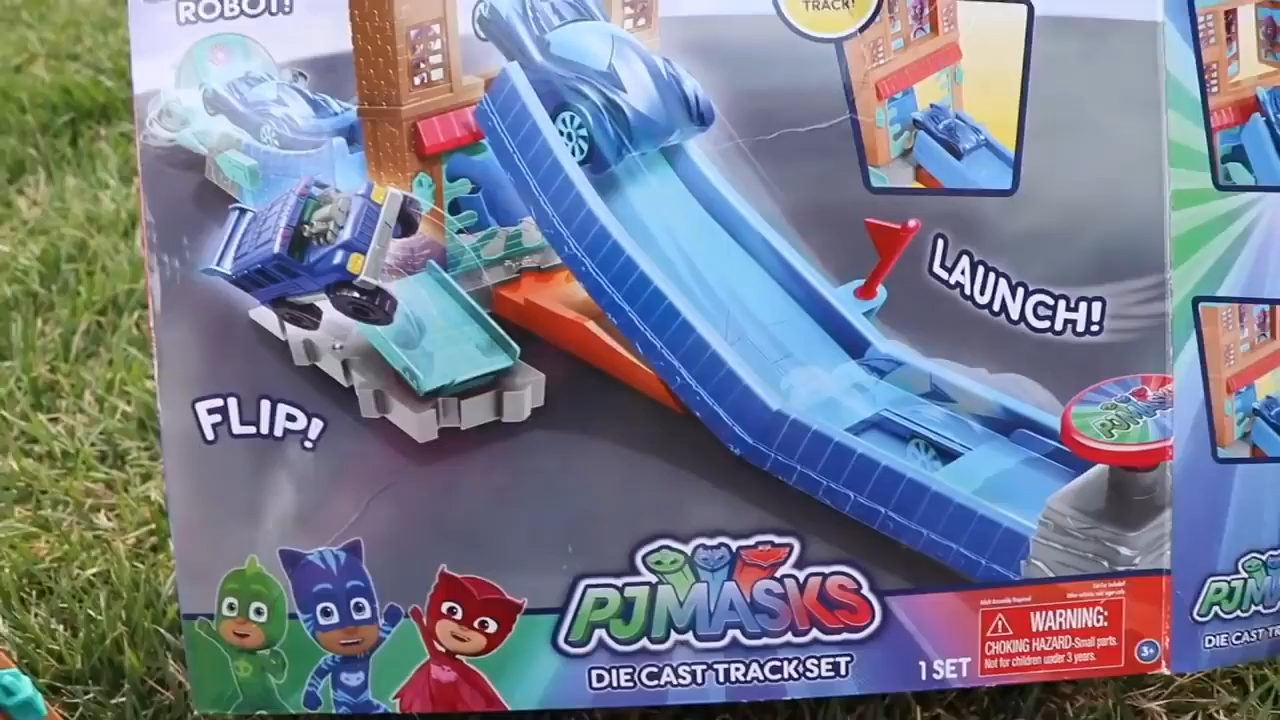 ROBOT!
TRACK!
LAUNCH!
FLIP!
PJMASKS
DIE CAST TRACK SET
1 SET
WARNING:
CHOKING HAZARD-Small parts.
Not for children under 3 years.
3+
PJMA
DIE CAST T